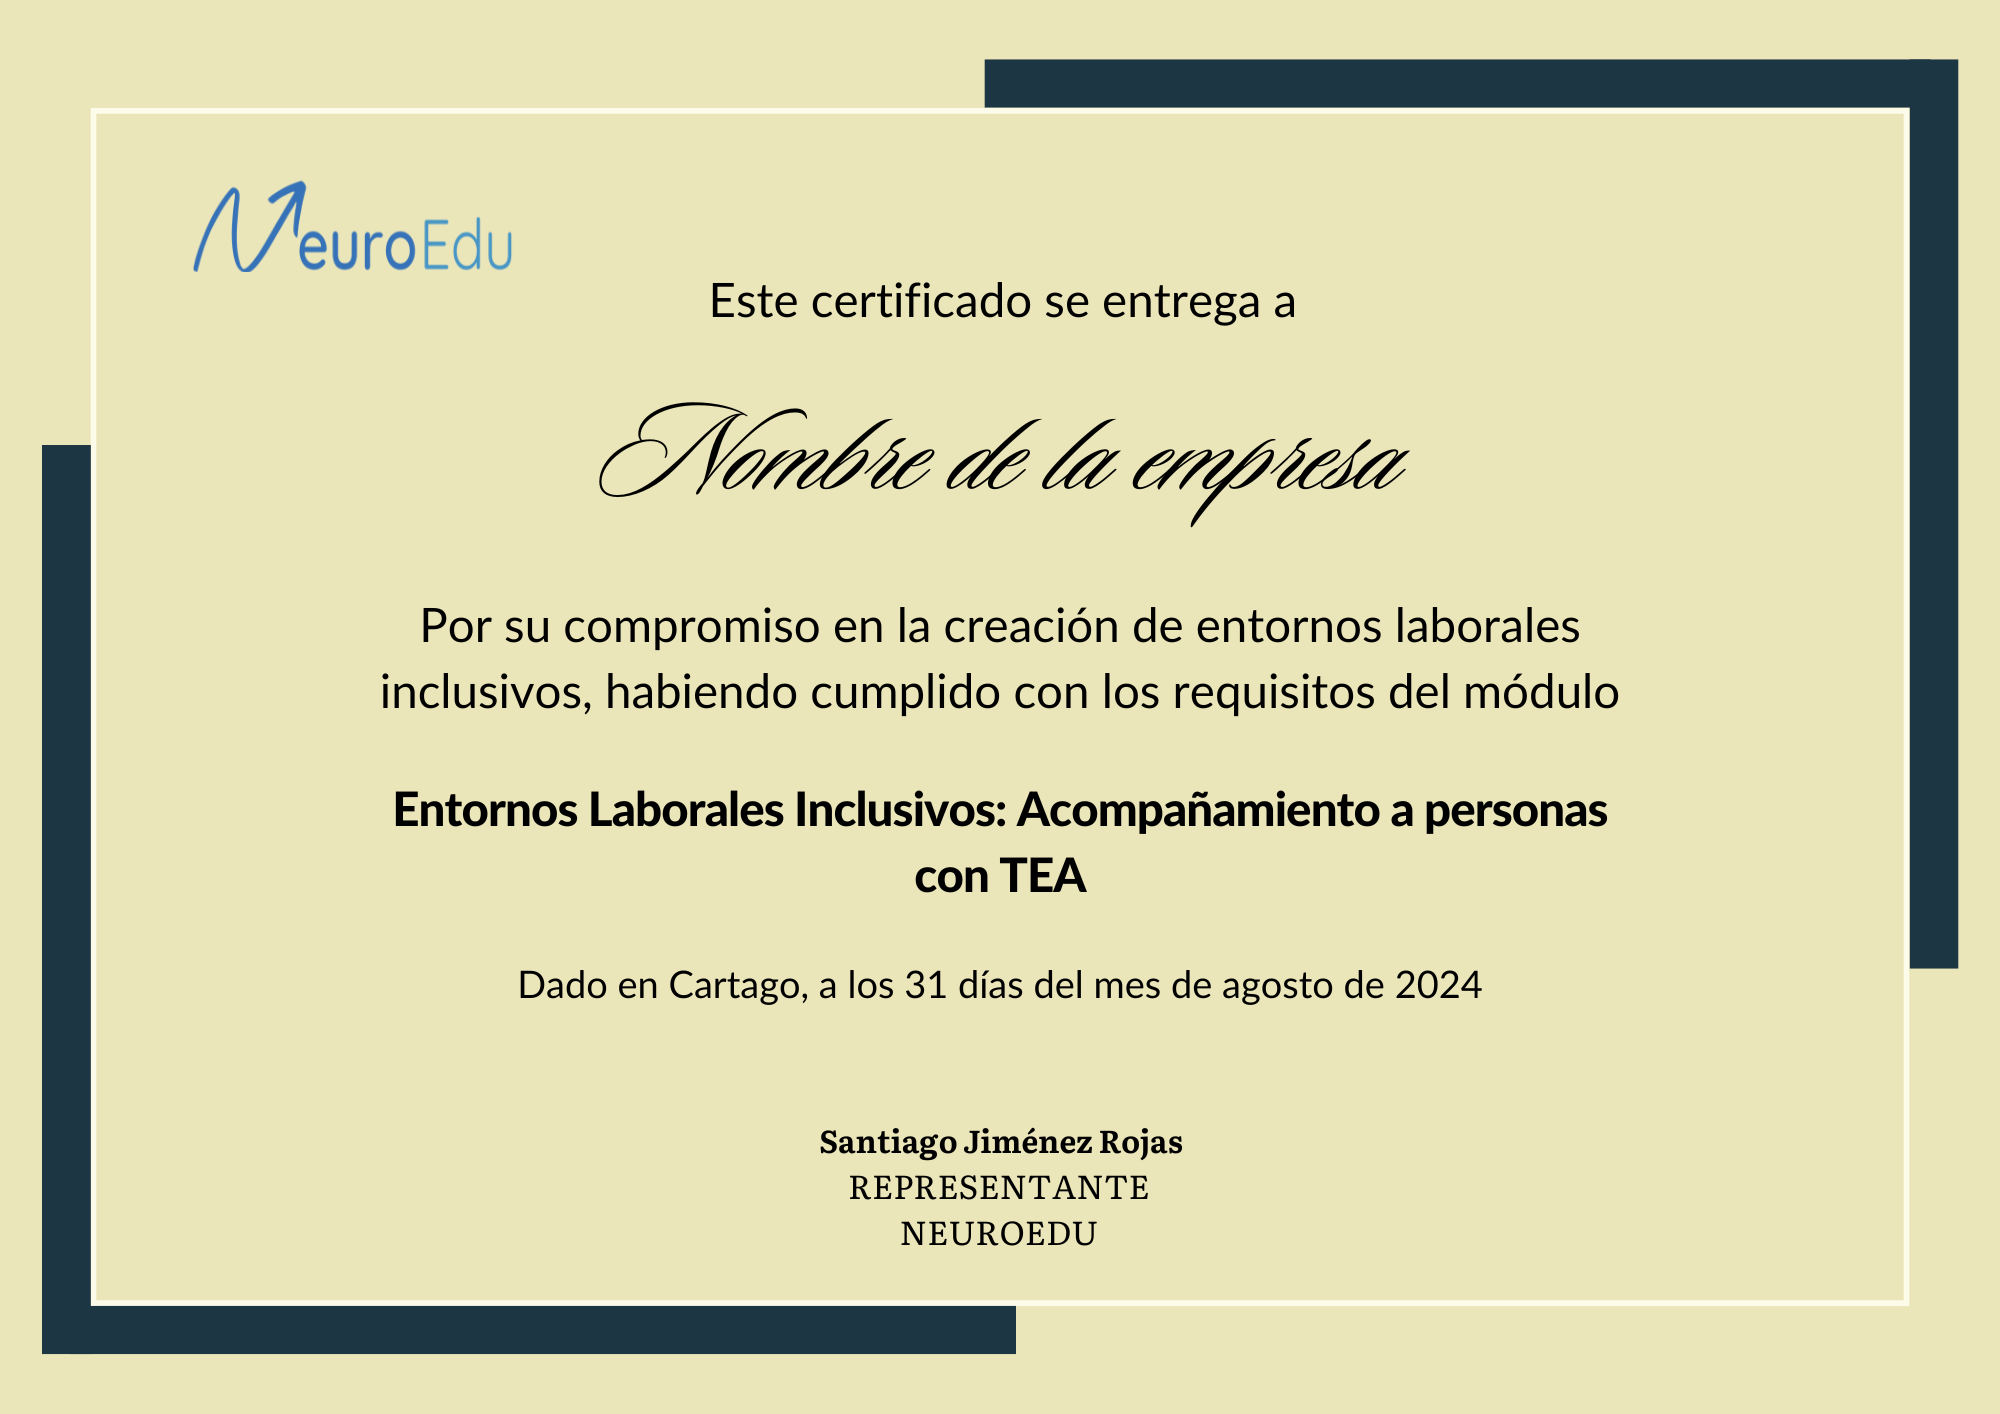 NeuroEdu
Este certificado se entrega a
Nombre de la empresa
Por su compromiso en la creación de entornos laborales
inclusivos, habiendo cumplido con los requisitos del módulo
Entornos Laborales Inclusivos: Acompañamiento a personas
con TEA
Dado en Cartago, a los 31 días del mes de agosto de 2024
Santiago Jiménez Rojas
REPRESENTANTE
NEUROEDU